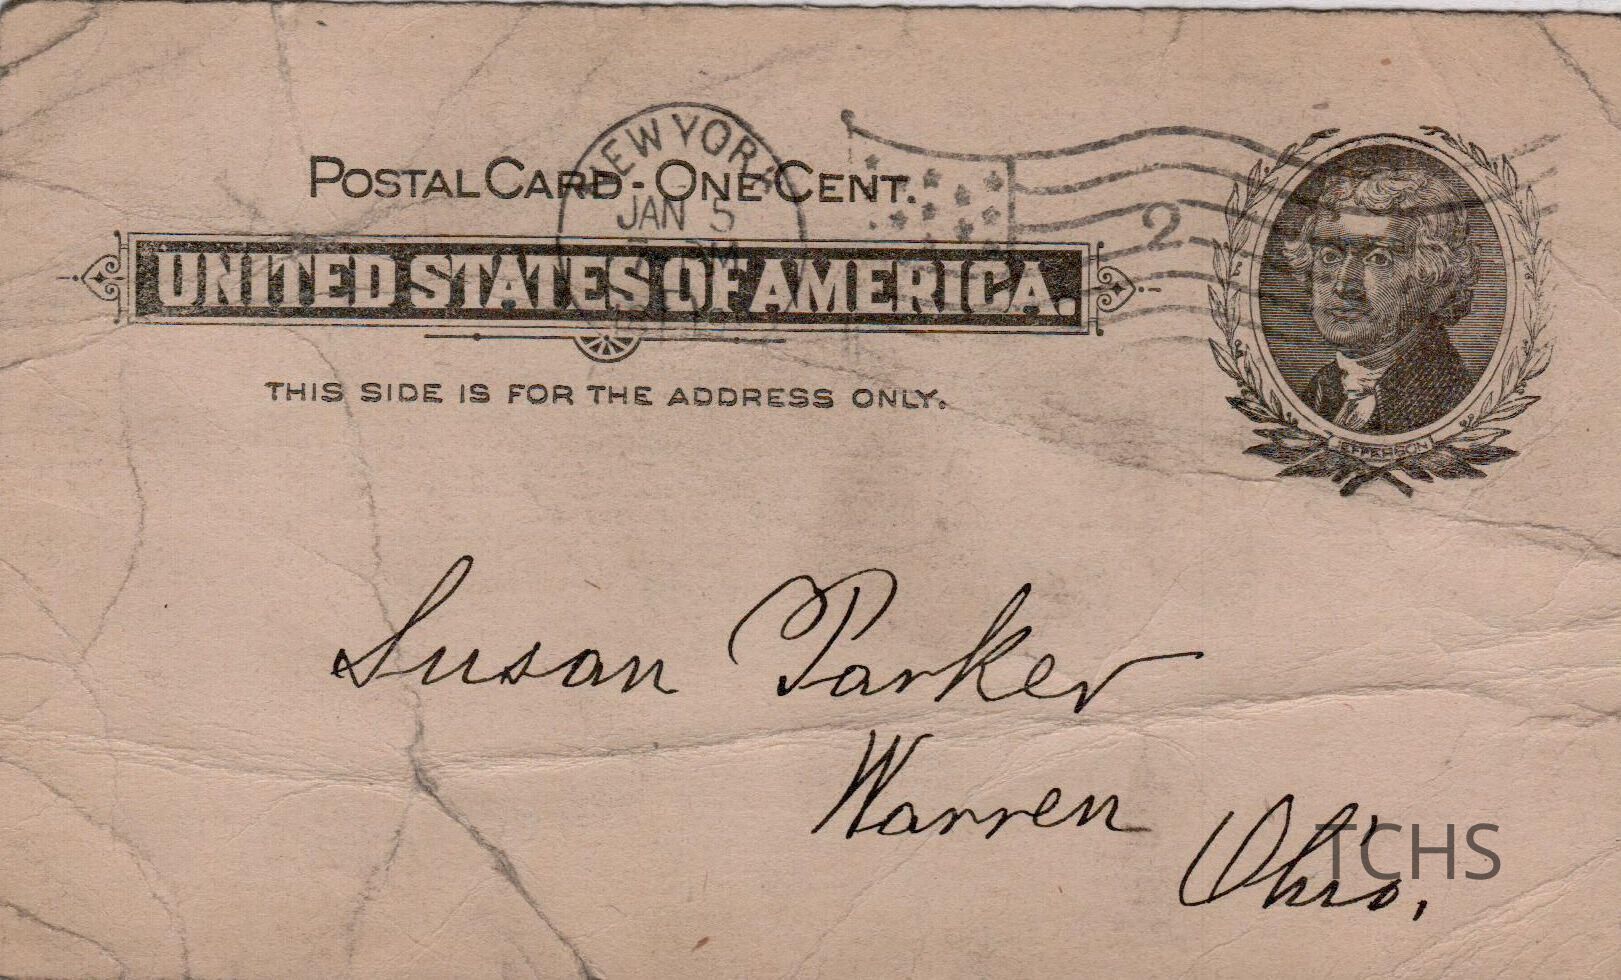 NEW YORK
POSTAL CARD - ONE CENT.
JAN 5
2
UNITED STATES OF AMERICA.
THIS SIDE IS FOR THE ADDRESS ONLY.
JEFFERSON
Susan Parker
Warren
Ohio.
TCHS